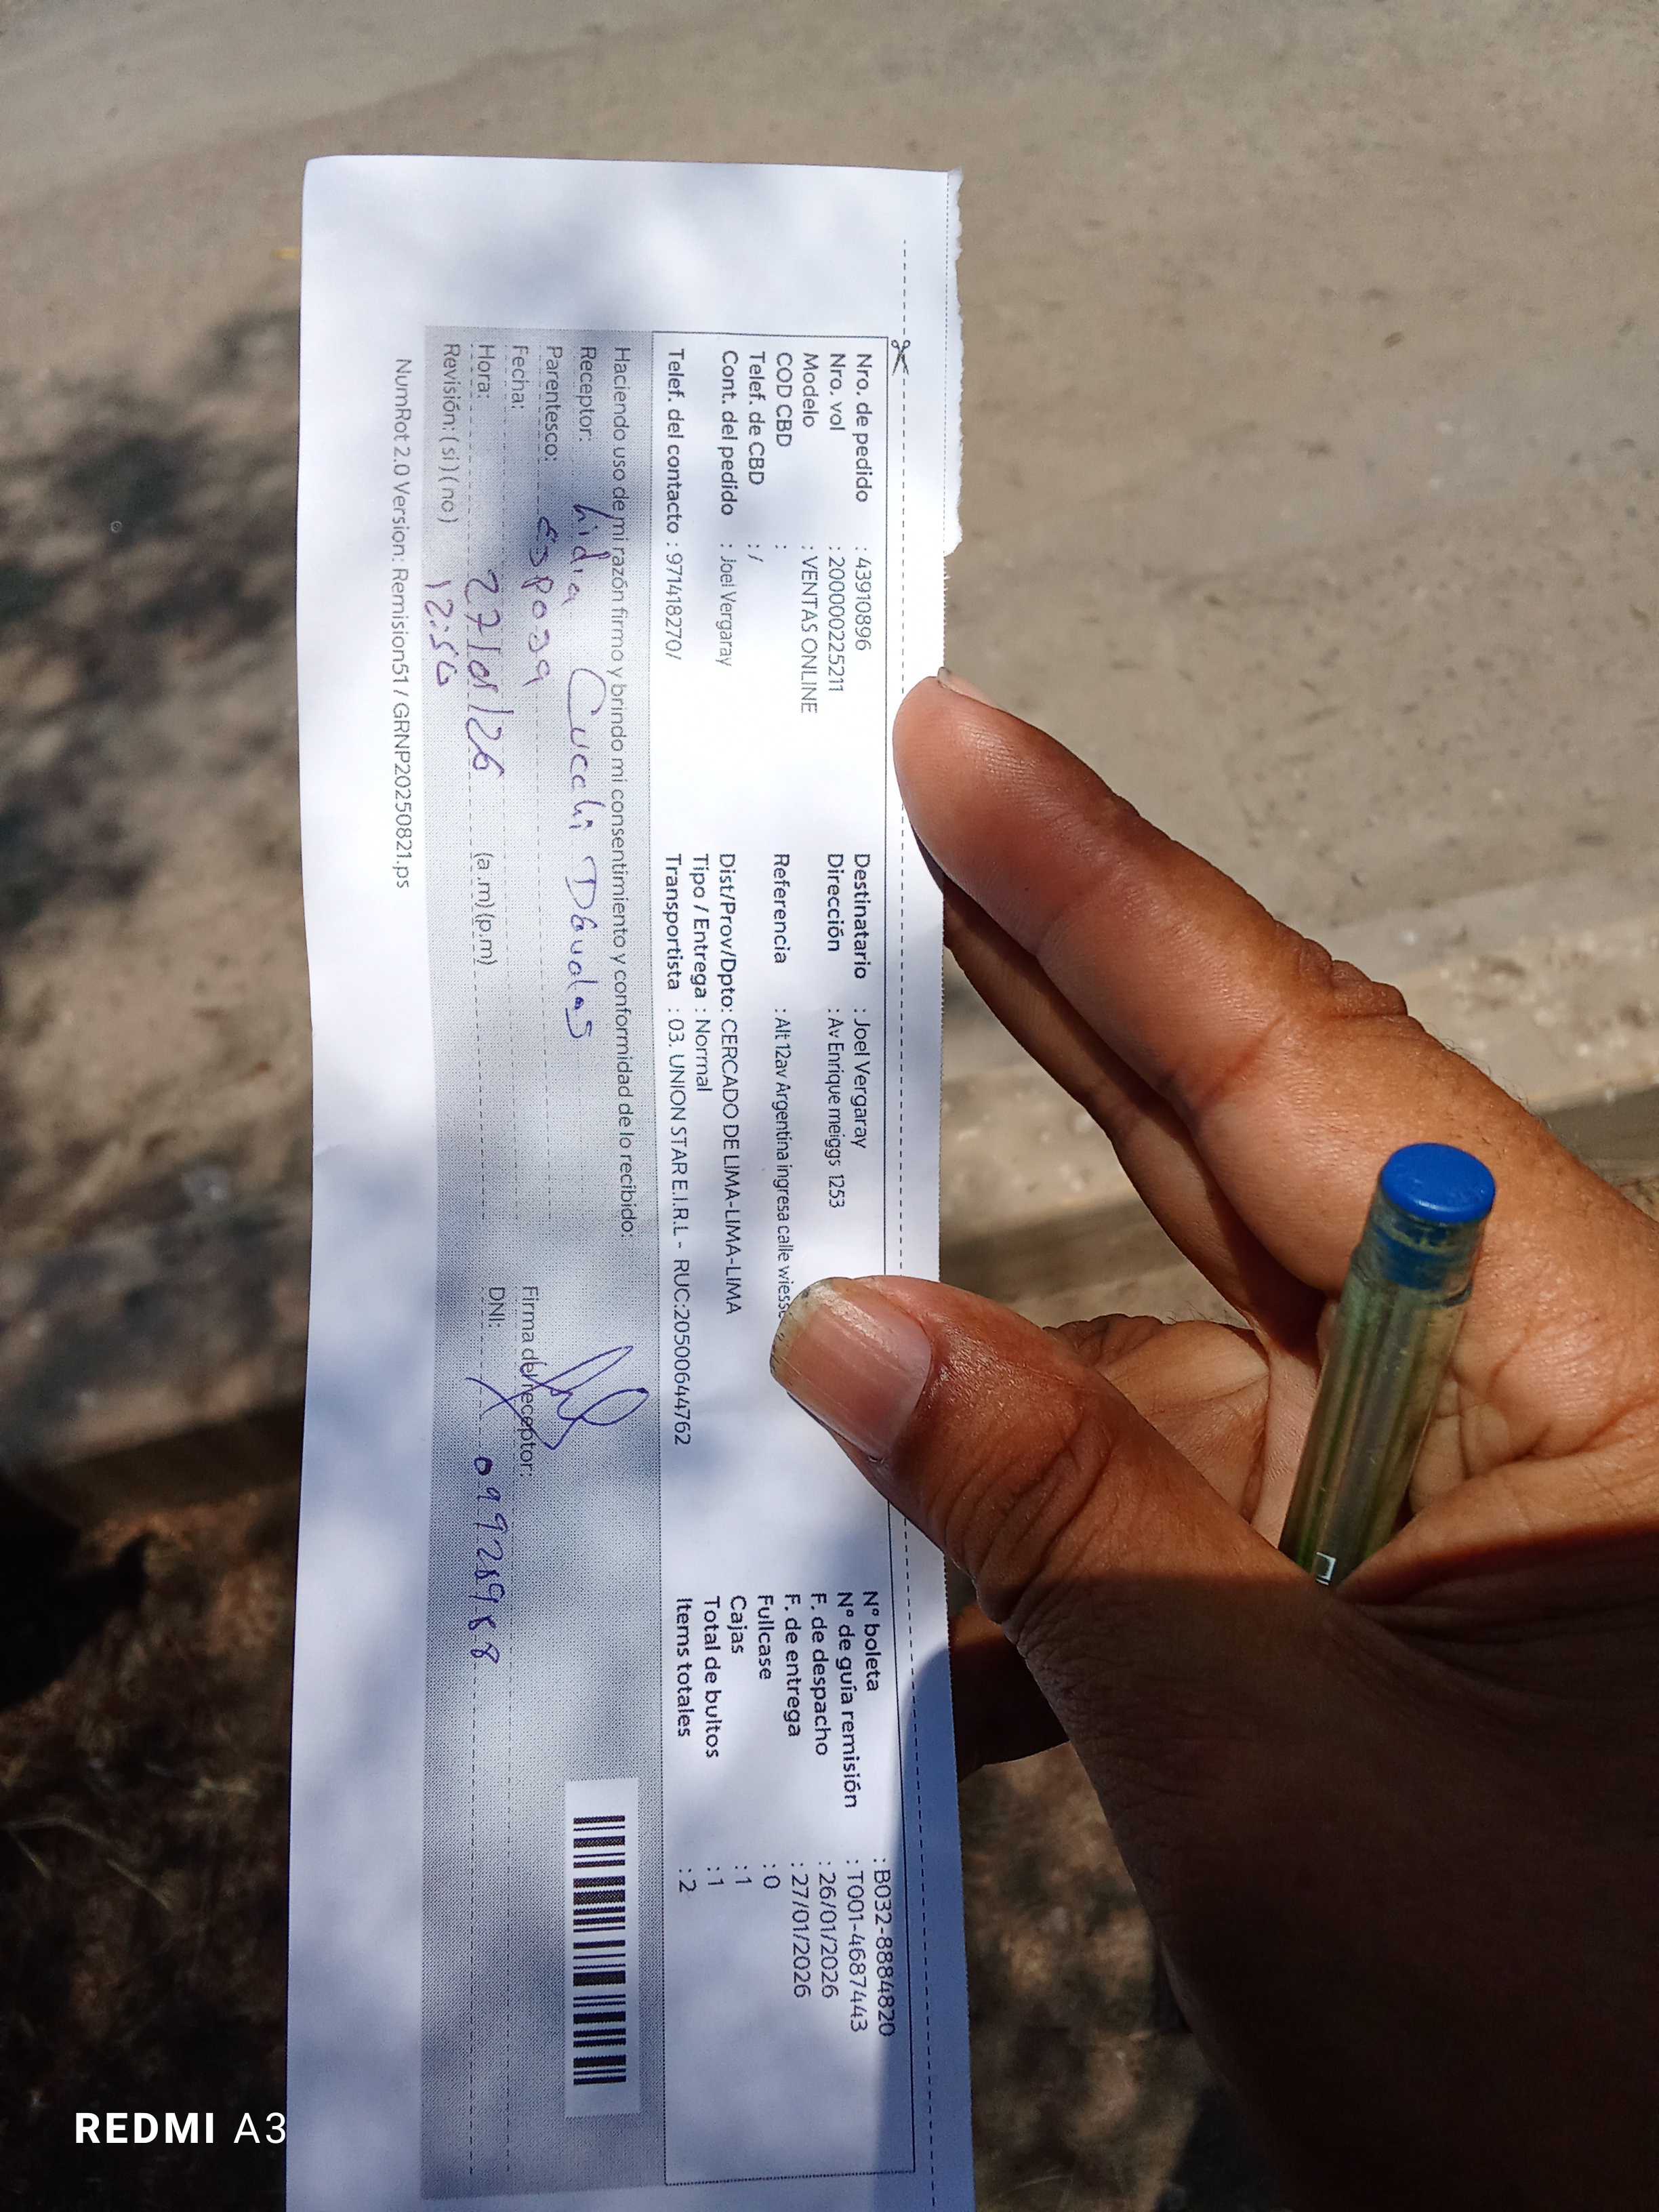 Nro. de pedido : 43910896
Nro. vol : 20000225211
Modelo : VENTAS ONLINE
COD CBD :
Telef. de CBD : /
Cont. del pedido : Joel Vergaray
Telef. del contacto : 971418270/
Destinatario : Joel Vergaray
Dirección : Av Enrique meiggs 1253
Referencia : Alt 12av Argentina ingresa calle
Dist/Prov/Dpto: CERCADO DE LIMA-LIMA-LIMA
Tipo / Entrega : Normal
Transportista : 03. UNION STAR E.I.R.L - RUC:20500644762
N° boleta : B032-8884820
N° de guía remisión : T001-4687443
F. de despacho : 26/01/2026
F. de entrega : 27/01/2026
Fullcase : 0
Cajas : 1
Total de bultos : 1
Items totales : 2
Haciendo uso de mi razón firmo y brindo mi consentimiento y conformidad de lo recibido:
Receptor: Lidia
Parentesco: Esposa
Fecha: 27/01/26
Hora: 12:50 (a.m)(p.m)
Revisión: ( si ) ( no )
Firma del receptor:
DNI:
NumRot 2.0 Version: Remision51 / GRNP20250821.ps
REDMI A3